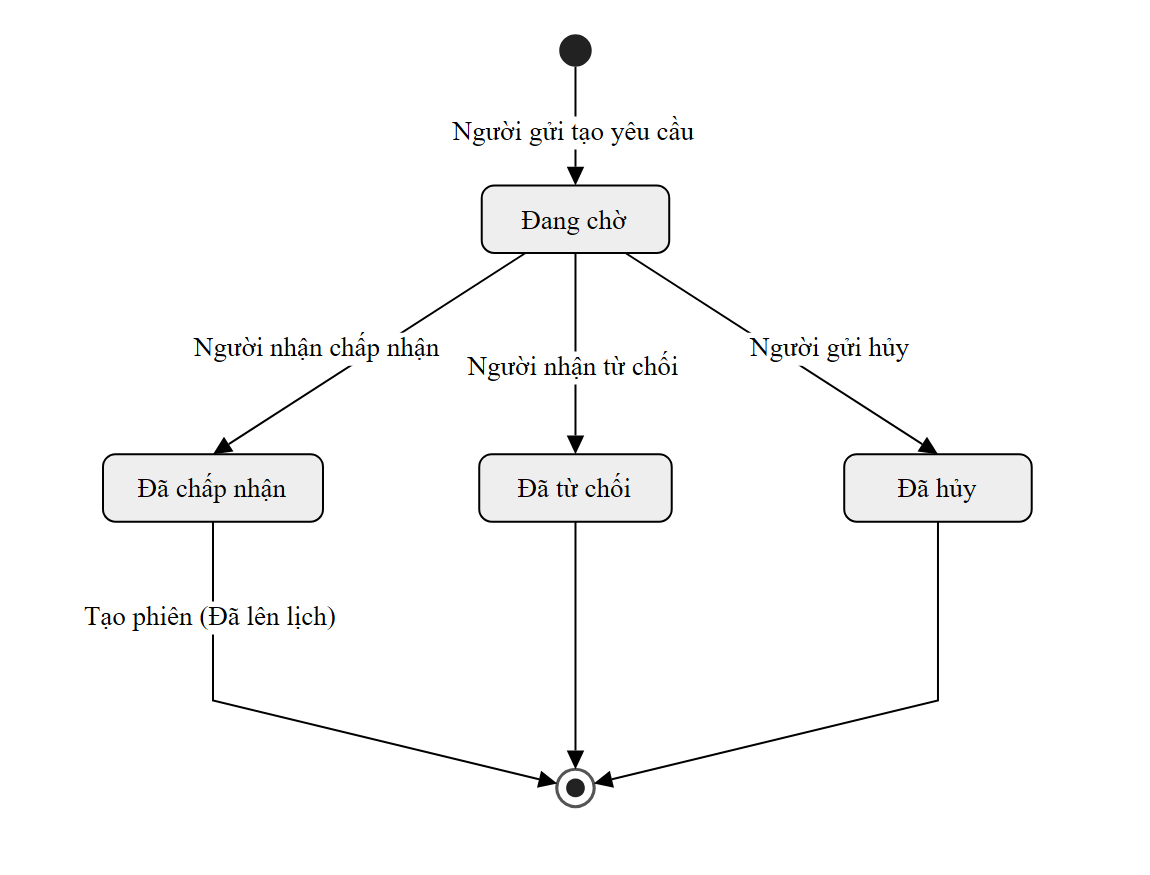 Người gửi tạo yêu cầu
Đang chờ
Người nhận chấp nhận
Người nhận từ chối
Người gửi hủy
Đã chấp nhận
Đã từ chối
Đã hủy
Tạo phiên (Đã lên lịch)